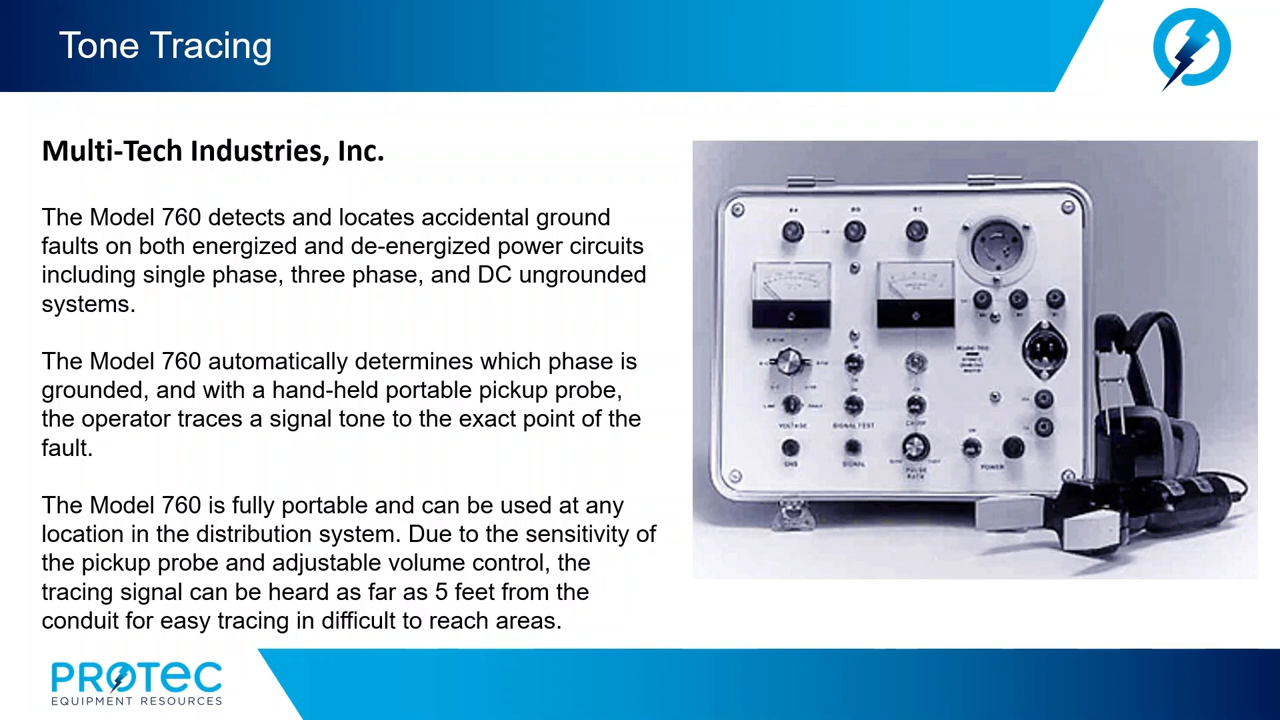 Tone Tracing
Multi-Tech Industries, Inc.
The Model 760 detects and locates accidental ground
faults on both energized and de-energized power circuits
including single phase, three phase, and DC ungrounded
systems.
The Model 760 automatically determines which phase is
grounded, and with a hand-held portable pickup probe,
the operator traces a signal tone to the exact point of the
fault.
The Model 760 is fully portable and can be used at any
location in the distribution system. Due to the sensitivity of
the pickup probe and adjustable volume control, the
tracing signal can be heard as far as 5 feet from the
conduit for easy tracing in difficult to reach areas.
VOLTAGE
SIGNAL TEST
GND
SIGNAL
PULSE
RATE
POWER
PROTEC
EQUIPMENT RESOURCES